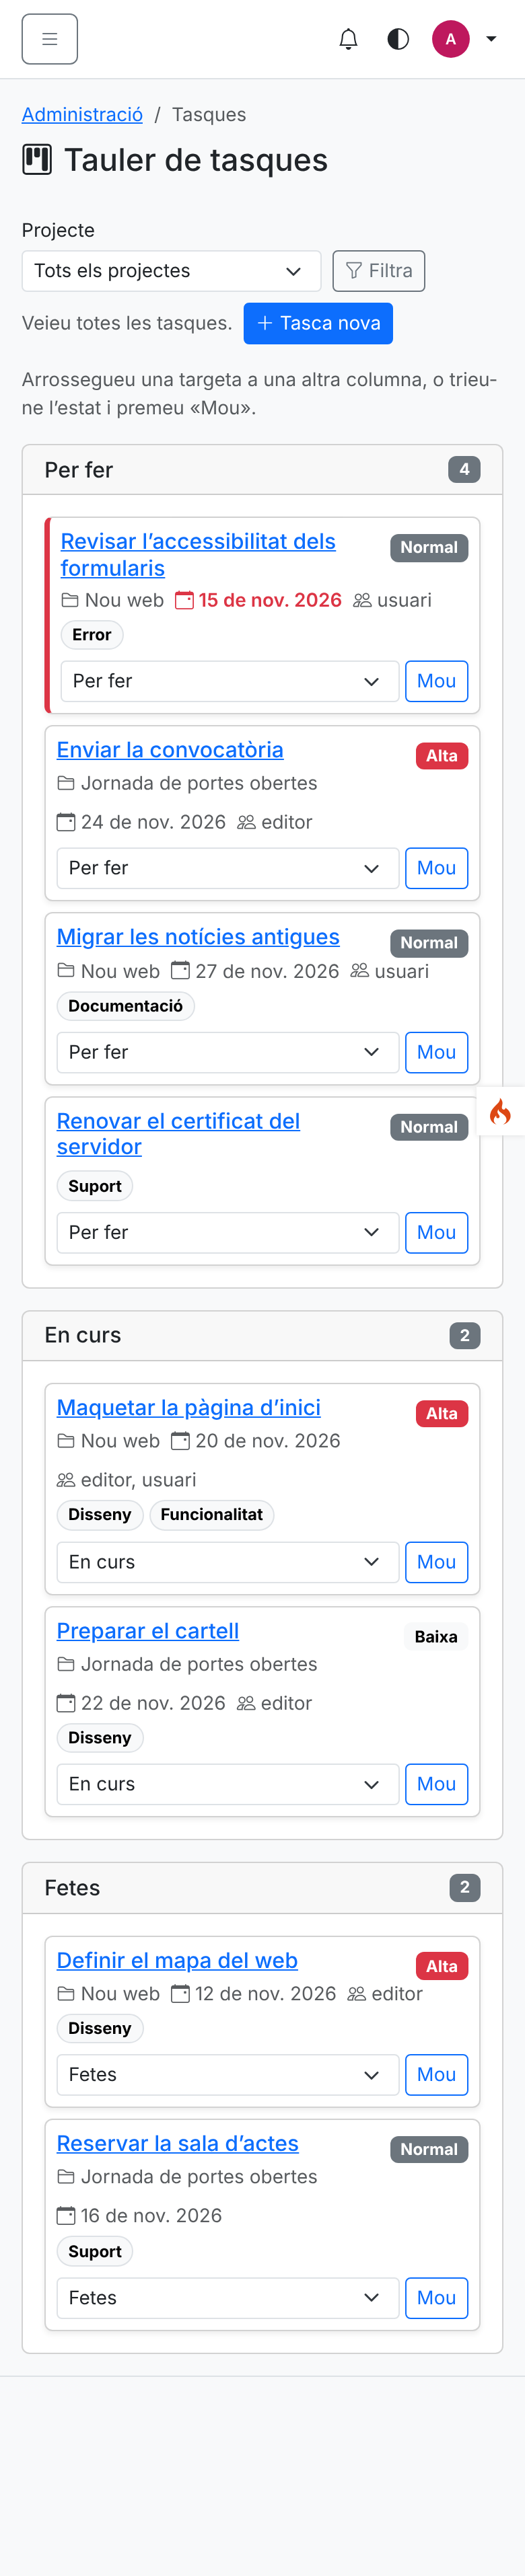 A
Administració / Tasques
Tauler de tasques
Projecte
Tots els projectes
Filtra
Veieu totes les tasques.
Tasca nova
Arrossegueu una targeta a una altra columna, o trieu-
ne l’estat i premeu «Mou».
Per fer 4
Revisar l’accessibilitat dels
formularis
Normal
Nou web 15 de nov. 2026 usuari
Error
Per fer Mou
Enviar la convocatòria Alta
Jornada de portes obertes
24 de nov. 2026 editor
Per fer Mou
Migrar les notícies antigues Normal
Nou web 27 de nov. 2026 usuari
Documentació
Per fer Mou
Renovar el certificat del
servidor
Normal
Suport
Per fer Mou
En curs 2
Maquetar la pàgina d’inici Alta
Nou web 20 de nov. 2026
editor, usuari
Disseny Funcionalitat
En curs Mou
Preparar el cartell Baixa
Jornada de portes obertes
22 de nov. 2026 editor
Disseny
En curs Mou
Fetes 2
Definir el mapa del web Alta
Nou web 12 de nov. 2026 editor
Disseny
Fetes Mou
Reservar la sala d’actes Normal
Jornada de portes obertes
16 de nov. 2026
Suport
Fetes Mou